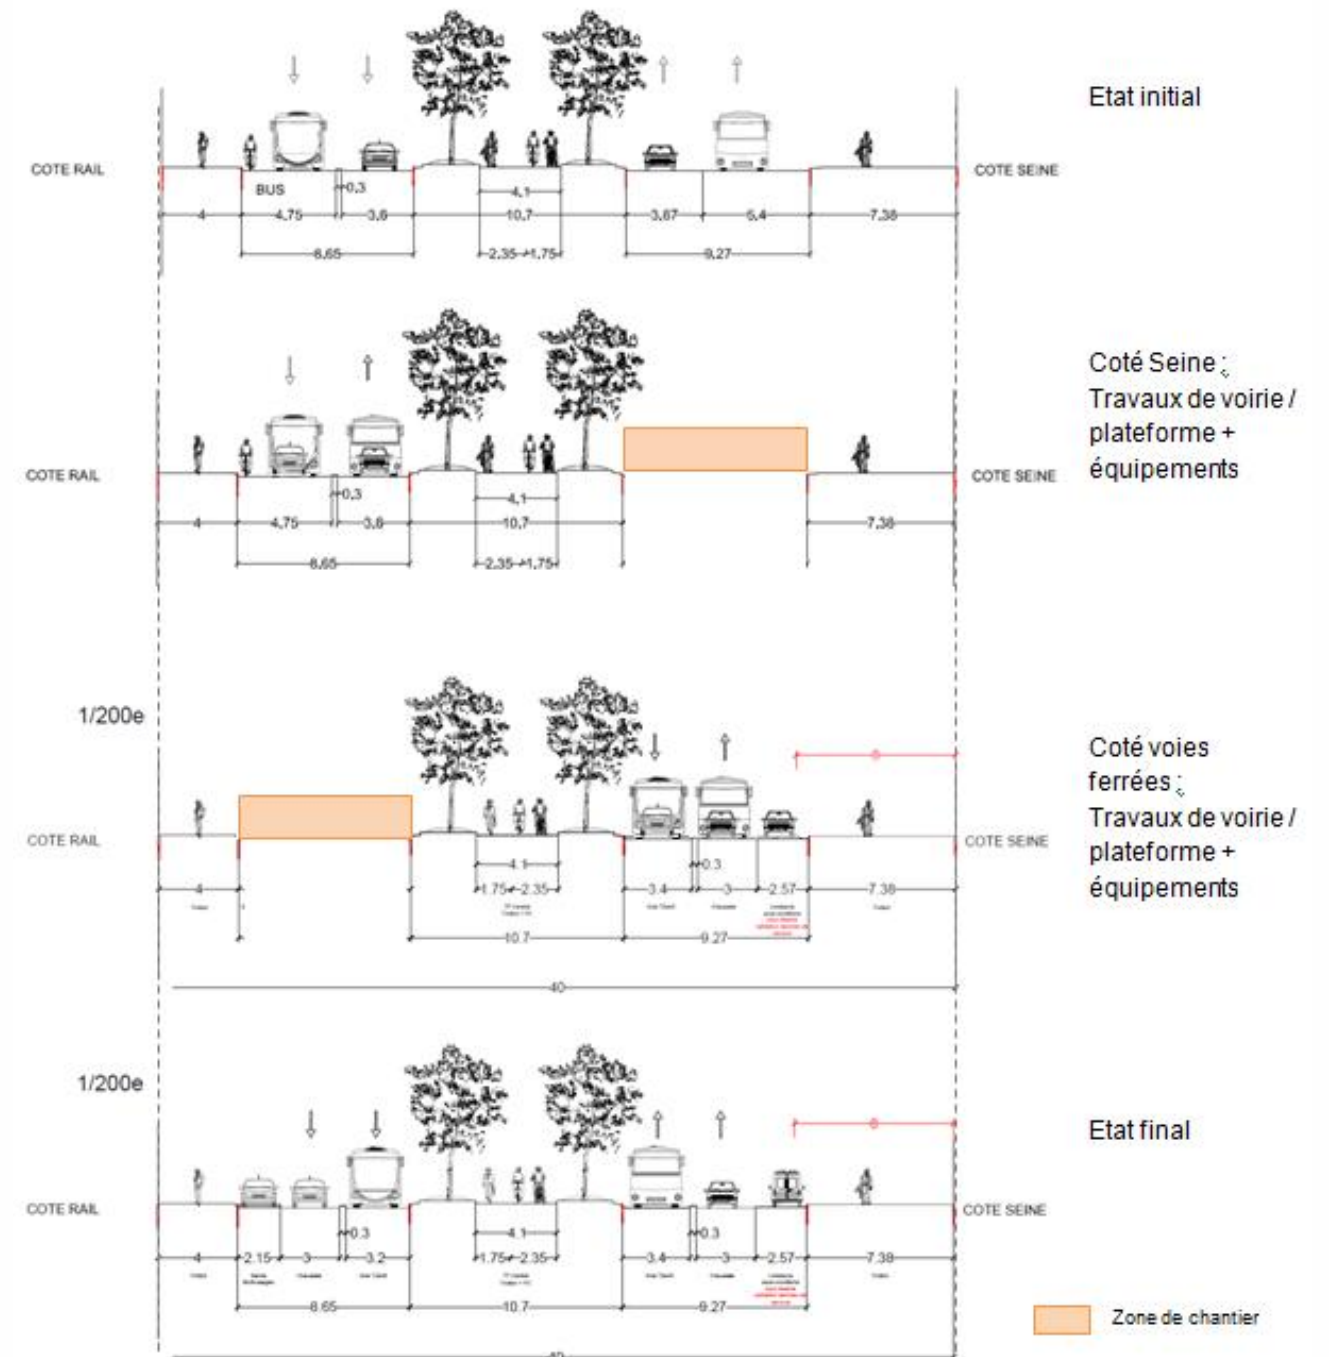 Etat initial
COTE RAIL
COTE SEINE
BUS
0.3
4.1
4 4.75 3.6 10.7 3.87 5.4 7.38
8.65 2.35 1.75 9.27
Coté Seine :
Travaux de voirie /
plateforme +
équipements
COTE RAIL
COTE SEINE
0.3
4.1
4 4.75 3.6 10.7 7.38
8.65 2.35 1.75
1/200e
Coté voies
ferrées :
Travaux de voirie /
plateforme +
équipements
COTE RAIL
COTE SEINE
4.1 0.3
4 1.75 2.35 3.4 3 2.57 7.38
10.7 9.27
40
1/200e
Etat final
COTE RAIL
COTE SEINE
0.3 4.1 0.3
4 2.15 3 3.2 1.75 2.35 3.4 3 2.57 7.38
8.65 10.7 9.27
Zone de chantier